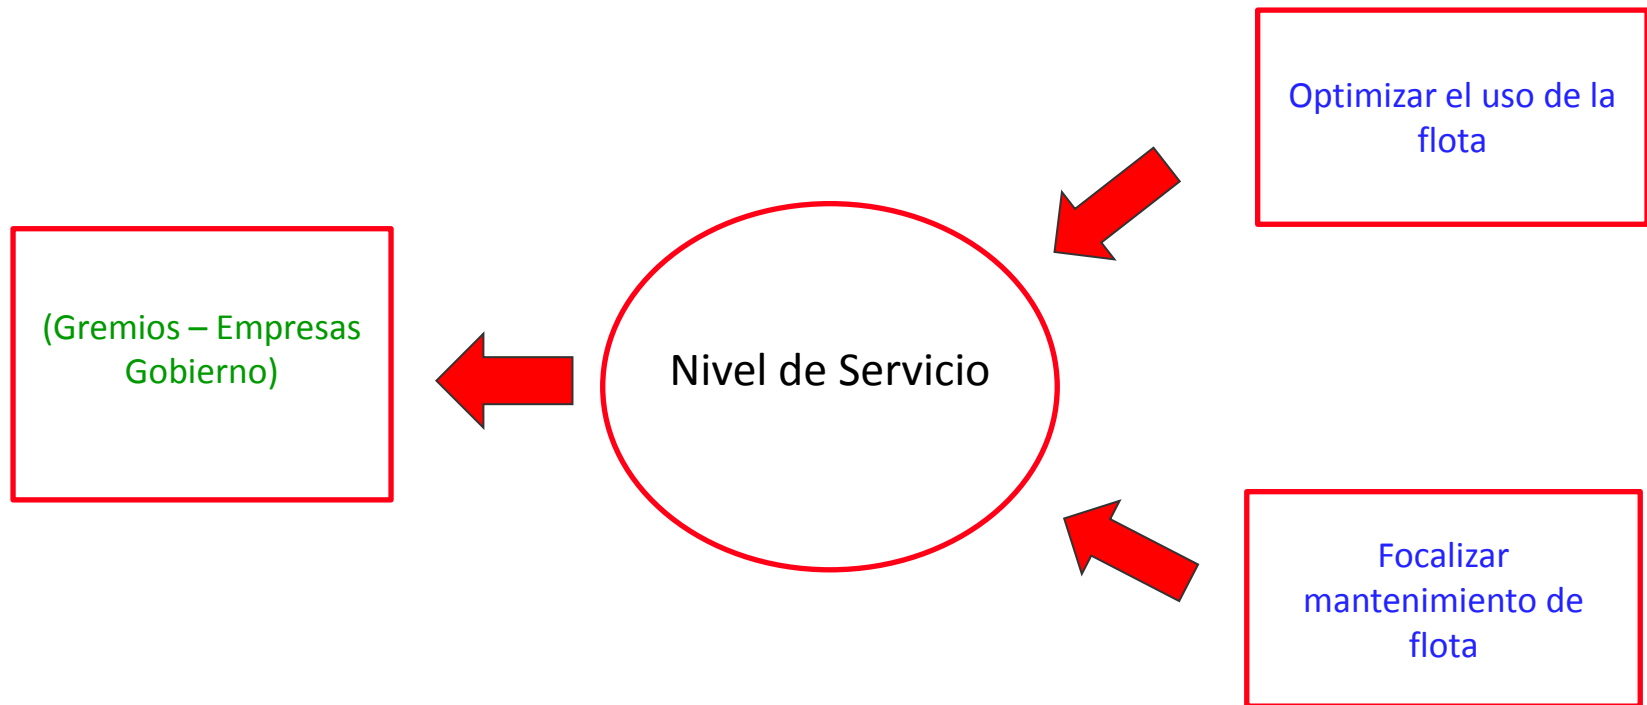 Optimizar el uso de la
flota
(Gremios – Empresas
Gobierno)
Nivel de Servicio
Focalizar
mantenimiento de
flota